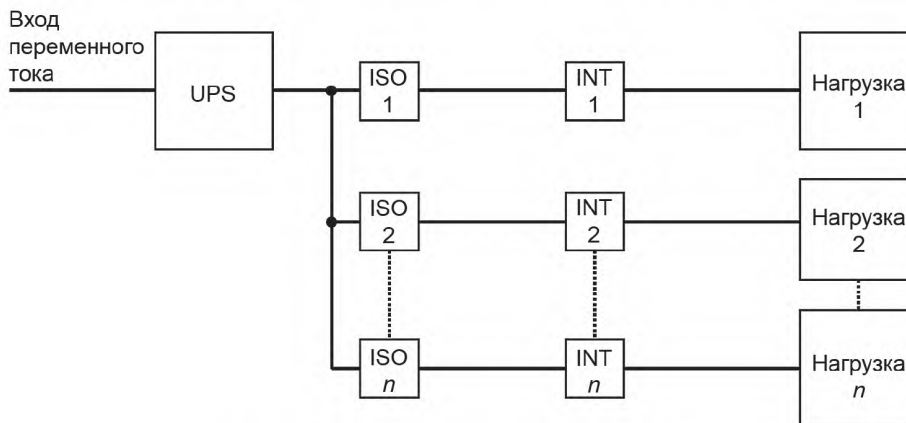 Вход
переменного
тока
UPS
ISO
1
INT
1
Нагрузка
1
ISO
2
INT
2
Нагрузка
2
ISO
n
INT
n
Нагрузка
n